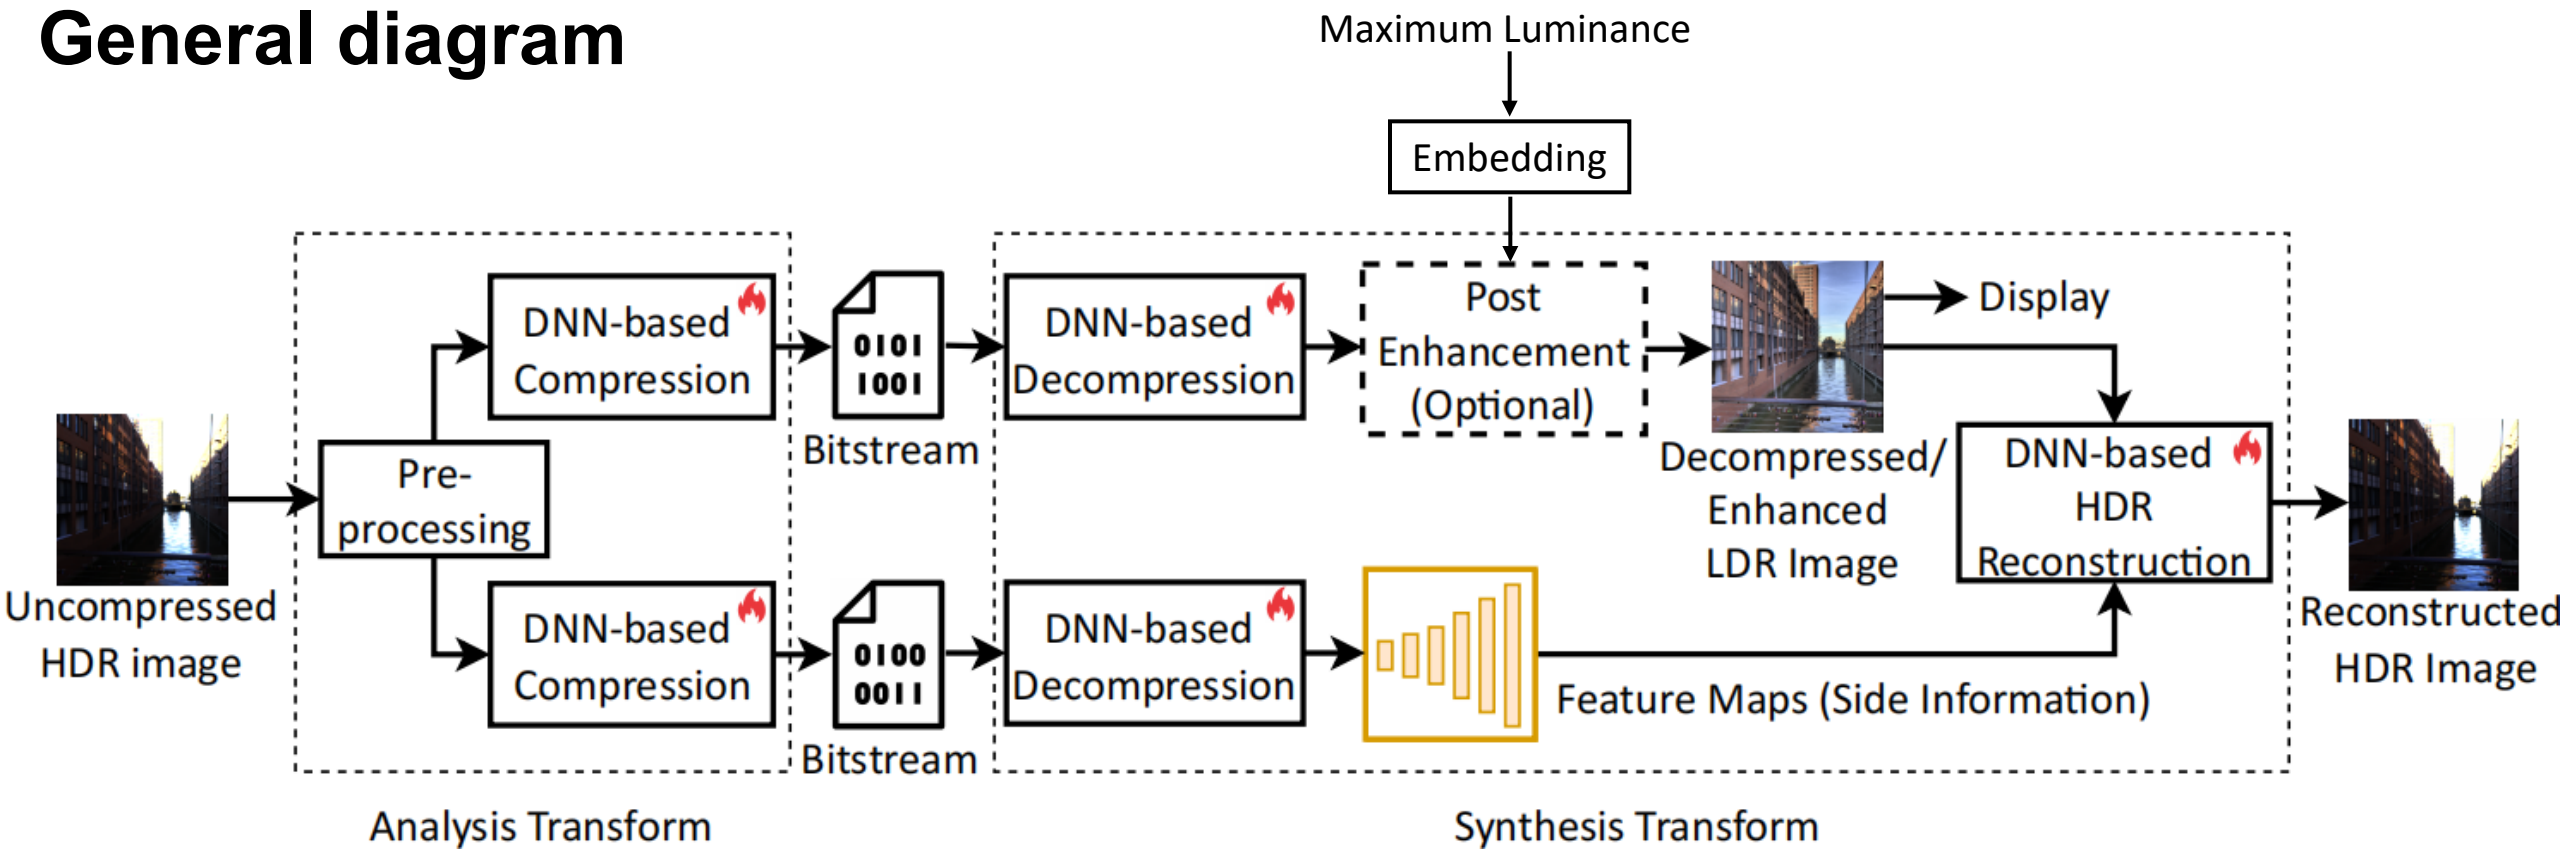 General diagram
Maximum Luminance
Embedding
DNN-based
Compression
0101
1001
Bitstream
DNN-based
Decompression
Post
Enhancement
(Optional)
Display
Decompressed/
Enhanced
LDR Image
Pre-
processing
Uncompressed
HDR image
DNN-based
HDR
Reconstruction
Reconstructed
HDR Image
DNN-based
Compression
0100
0011
Bitstream
DNN-based
Decompression
Feature Maps (Side Information)
Analysis Transform
Synthesis Transform